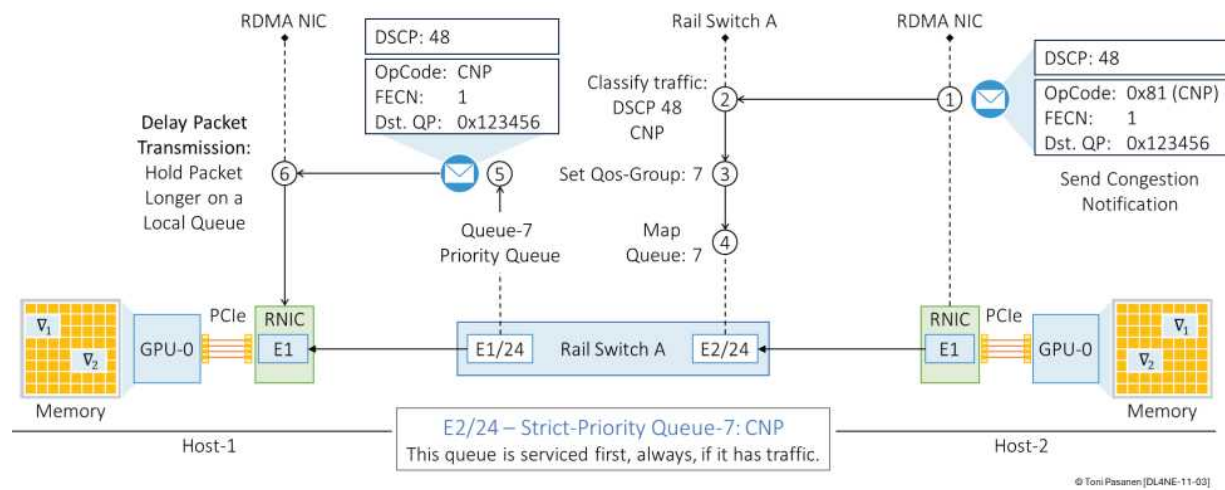 RDMA NIC
DSCP: 48
OpCode: CNP
FECN: 1
Dst. QP: 0x123456
Rail Switch A
RDMA NIC
DSCP: 48
OpCode: 0x81 (CNP)
FECN: 1
Dst. QP: 0x123456
Send Congestion
Notification
1
Classify traffic:
DSCP 48
CNP
2
Set Qos-Group: 7
3
Map
Queue: 7
4
5
Queue-7
Priority Queue
6
Delay Packet
Transmission:
Hold Packet
Longer on a
Local Queue
∇1
∇2
Memory
GPU-0
PCIe
RNIC
E1
E1/24
Rail Switch A
E2/24
RNIC
E1
PCIe
GPU-0
∇1
∇2
Memory
Host-1
E2/24 – Strict-Priority Queue-7: CNP
This queue is serviced first, always, if it has traffic.
Host-2
© Toni Pasanen [DL4NE-11-03]